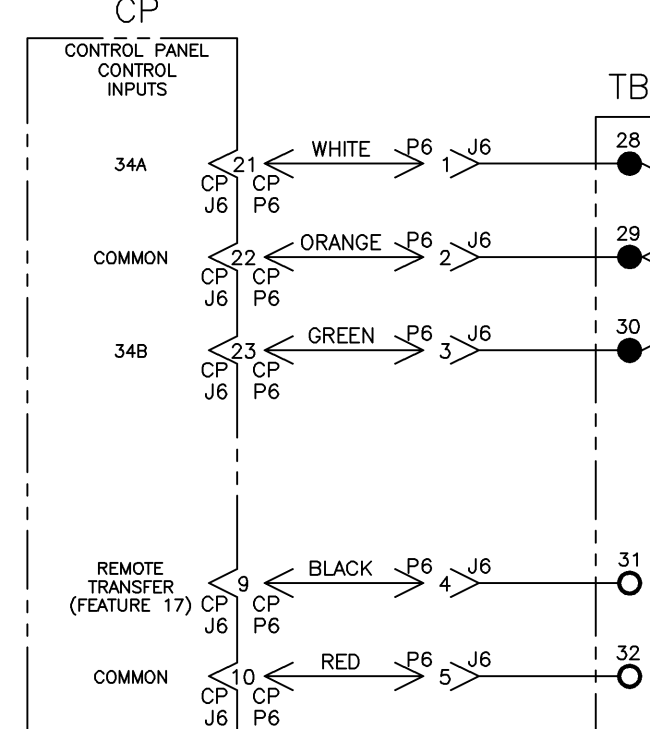 CP
CONTROL PANEL
CONTROL
INPUTS
TB
34A
21
WHITE
P6
1
J6
28
CP CP
J6 P6
COMMON
22
ORANGE
P6
2
J6
29
CP CP
J6 P6
34B
23
GREEN
P6
3
J6
30
CP CP
J6 P6
REMOTE
TRANSFER
(FEATURE 17)
9
BLACK
P6
4
J6
31
CP CP
J6 P6
COMMON
10
RED
P6
5
J6
32
CP CP
J6 P6